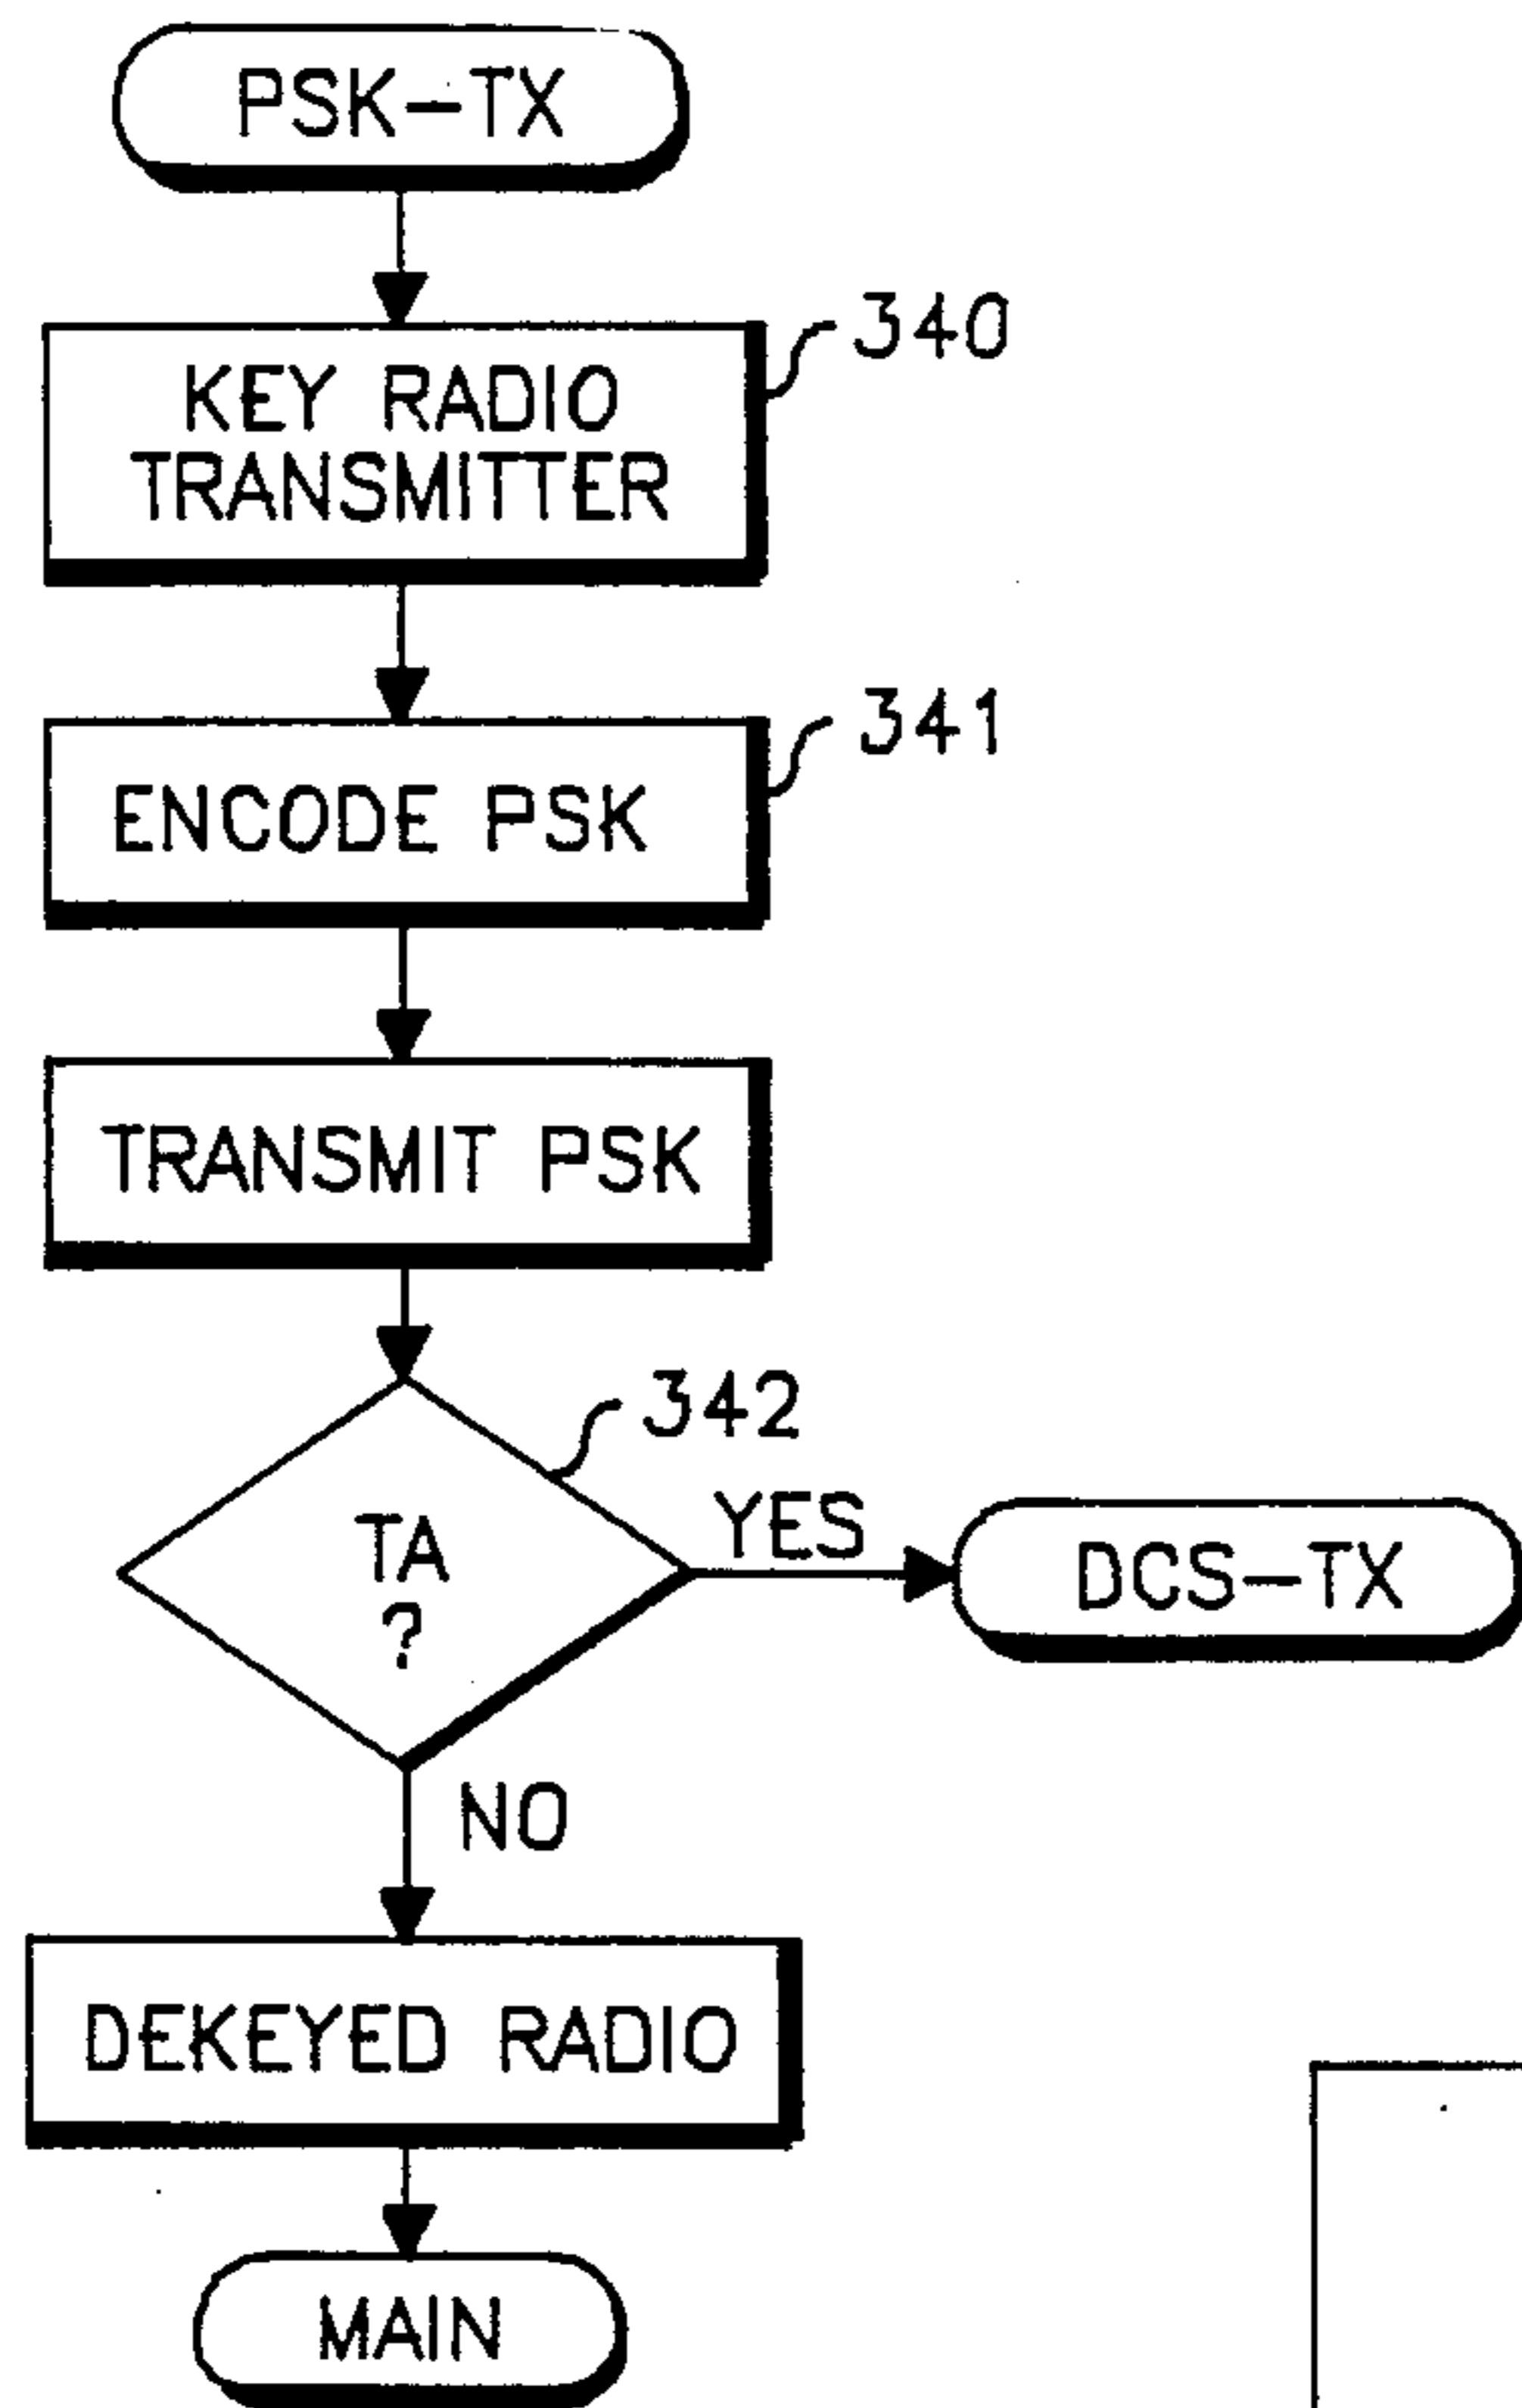 PSK-TX
340
KEY RADIO
TRANSMITTER
341
ENCODE PSK
TRANSMIT PSK
342
TA
?
YES
DCS-TX
NO
DEKEYED RADIO
MAIN